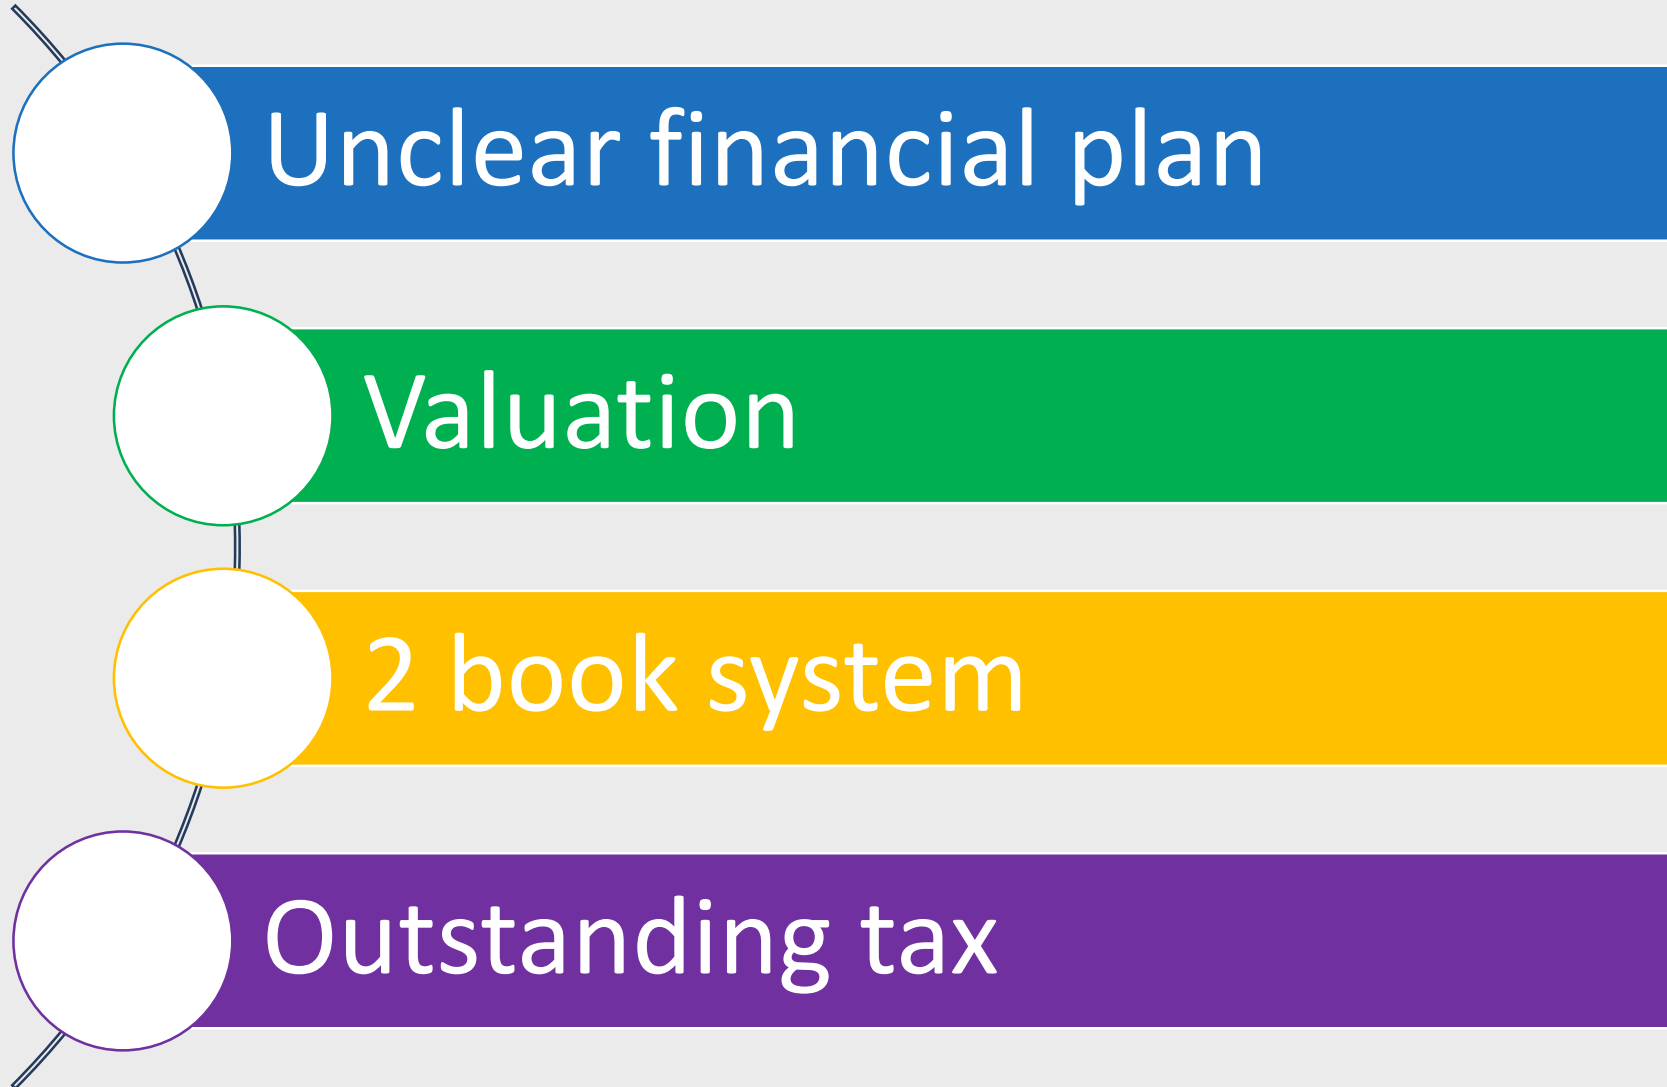 Unclear financial plan
Valuation
2 book system
Outstanding tax